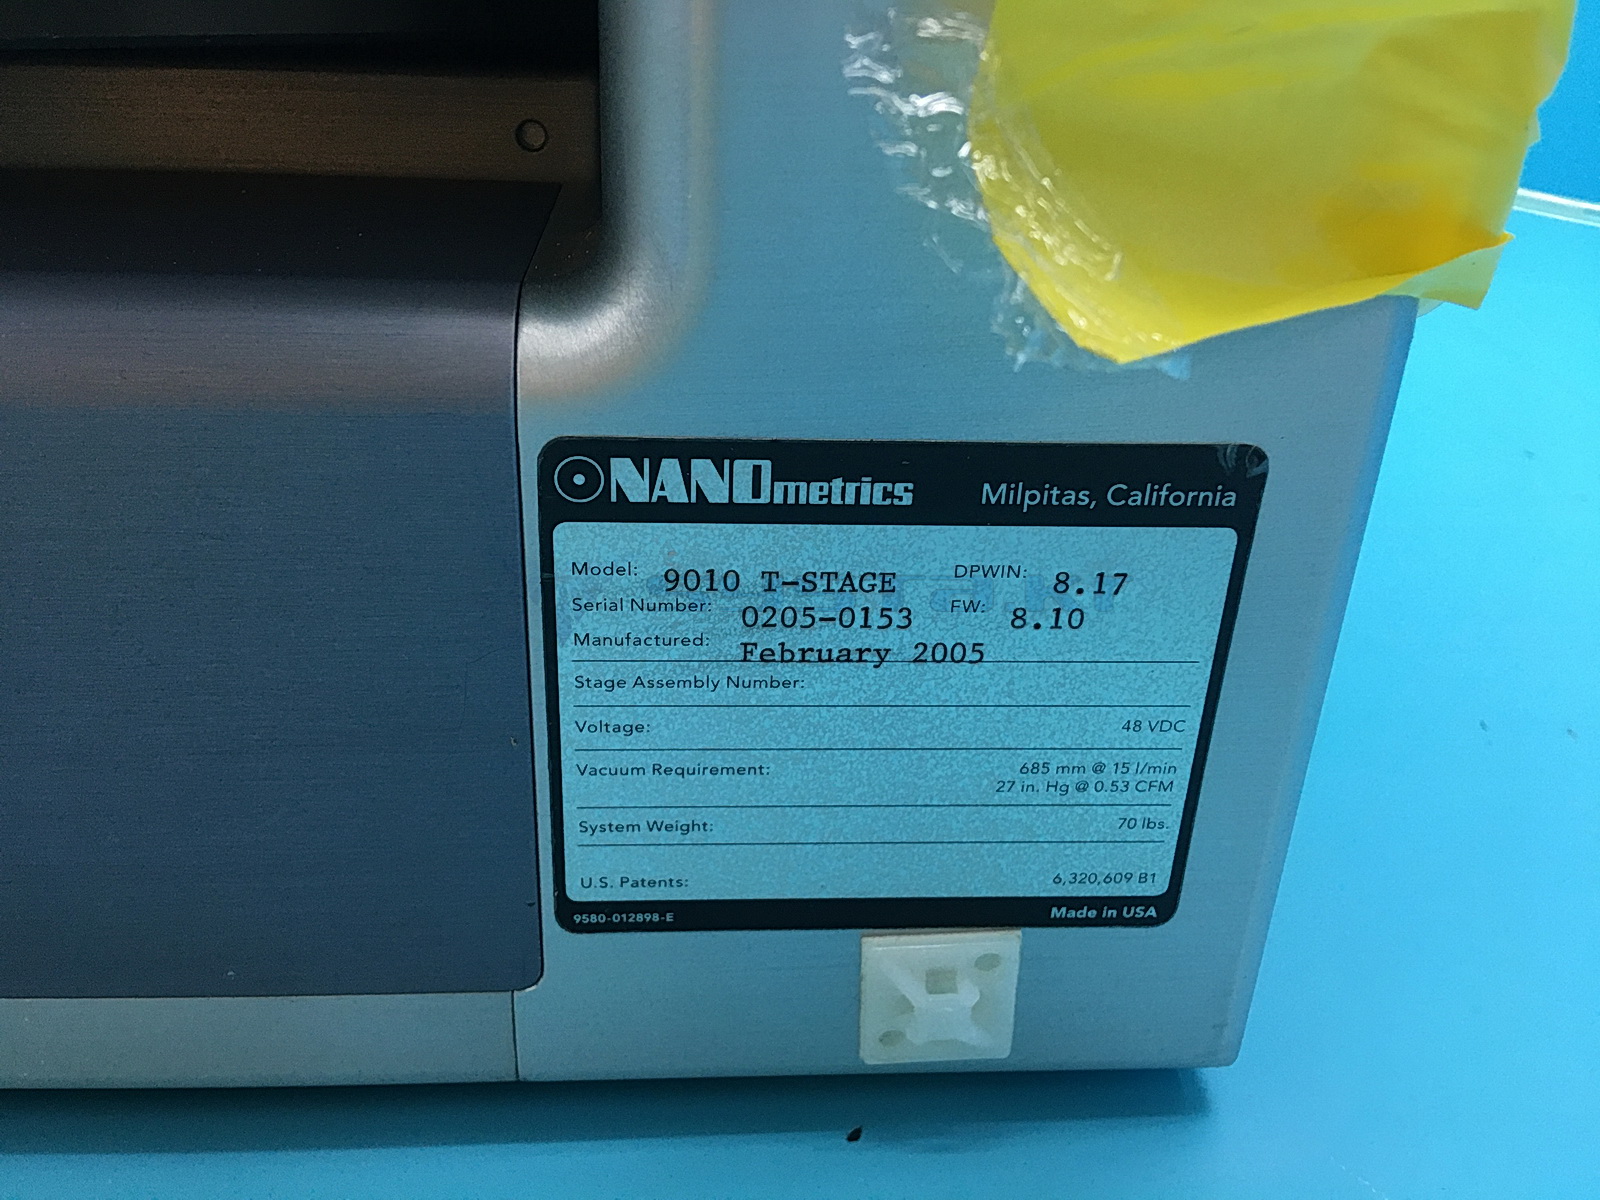 NANOmetrics Milpitas, California
Model: 9010 T-STAGE DPWIN: 8.17
Serial Number: 0205-0153 FW: 8.10
Manufactured: February 2005
Stage Assembly Number:
Voltage: 48 VDC
Vacuum Requirement: 685 mm @ 15 l/min
27 in. Hg @ 0.53 CFM
System Weight: 70 lbs.
U.S. Patents: 6,320,609 B1
9580-012898-E Made in USA